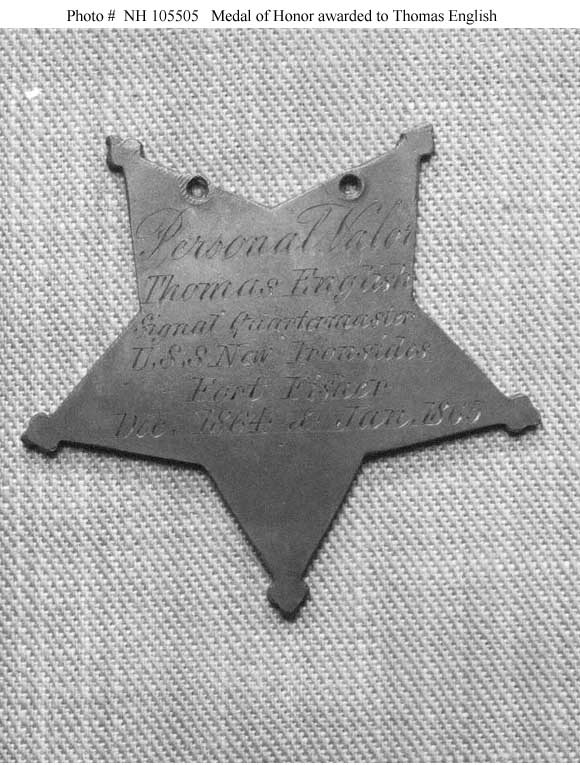 Photo # NH 105505 Medal of Honor awarded to Thomas English
Personal Valor
Thomas English
Signal Quartermaster
U.S.S. New Ironsides
Fort Fisher
Dec. 1864 & Jan. 1865